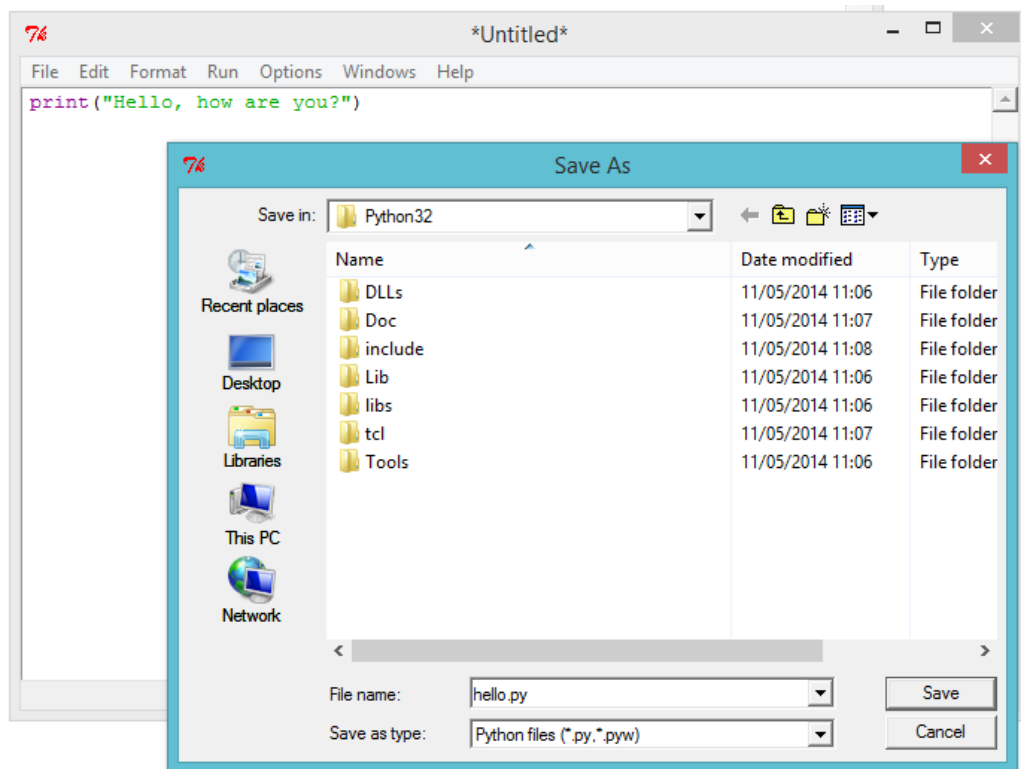 *Untitled*
File Edit Format Run Options Windows Help
print("Hello, how are you?")
Save As
Save in: Python32
Name Date modified Type
DLLs 11/05/2014 11:06 File folder
Doc 11/05/2014 11:07 File folder
include 11/05/2014 11:08 File folder
Lib 11/05/2014 11:06 File folder
libs 11/05/2014 11:06 File folder
tcl 11/05/2014 11:07 File folder
Tools 11/05/2014 11:06 File folder
Recent places
Desktop
Libraries
This PC
Network
File name: hello.py Save
Save as type: Python files (*.py,*.pyw) Cancel